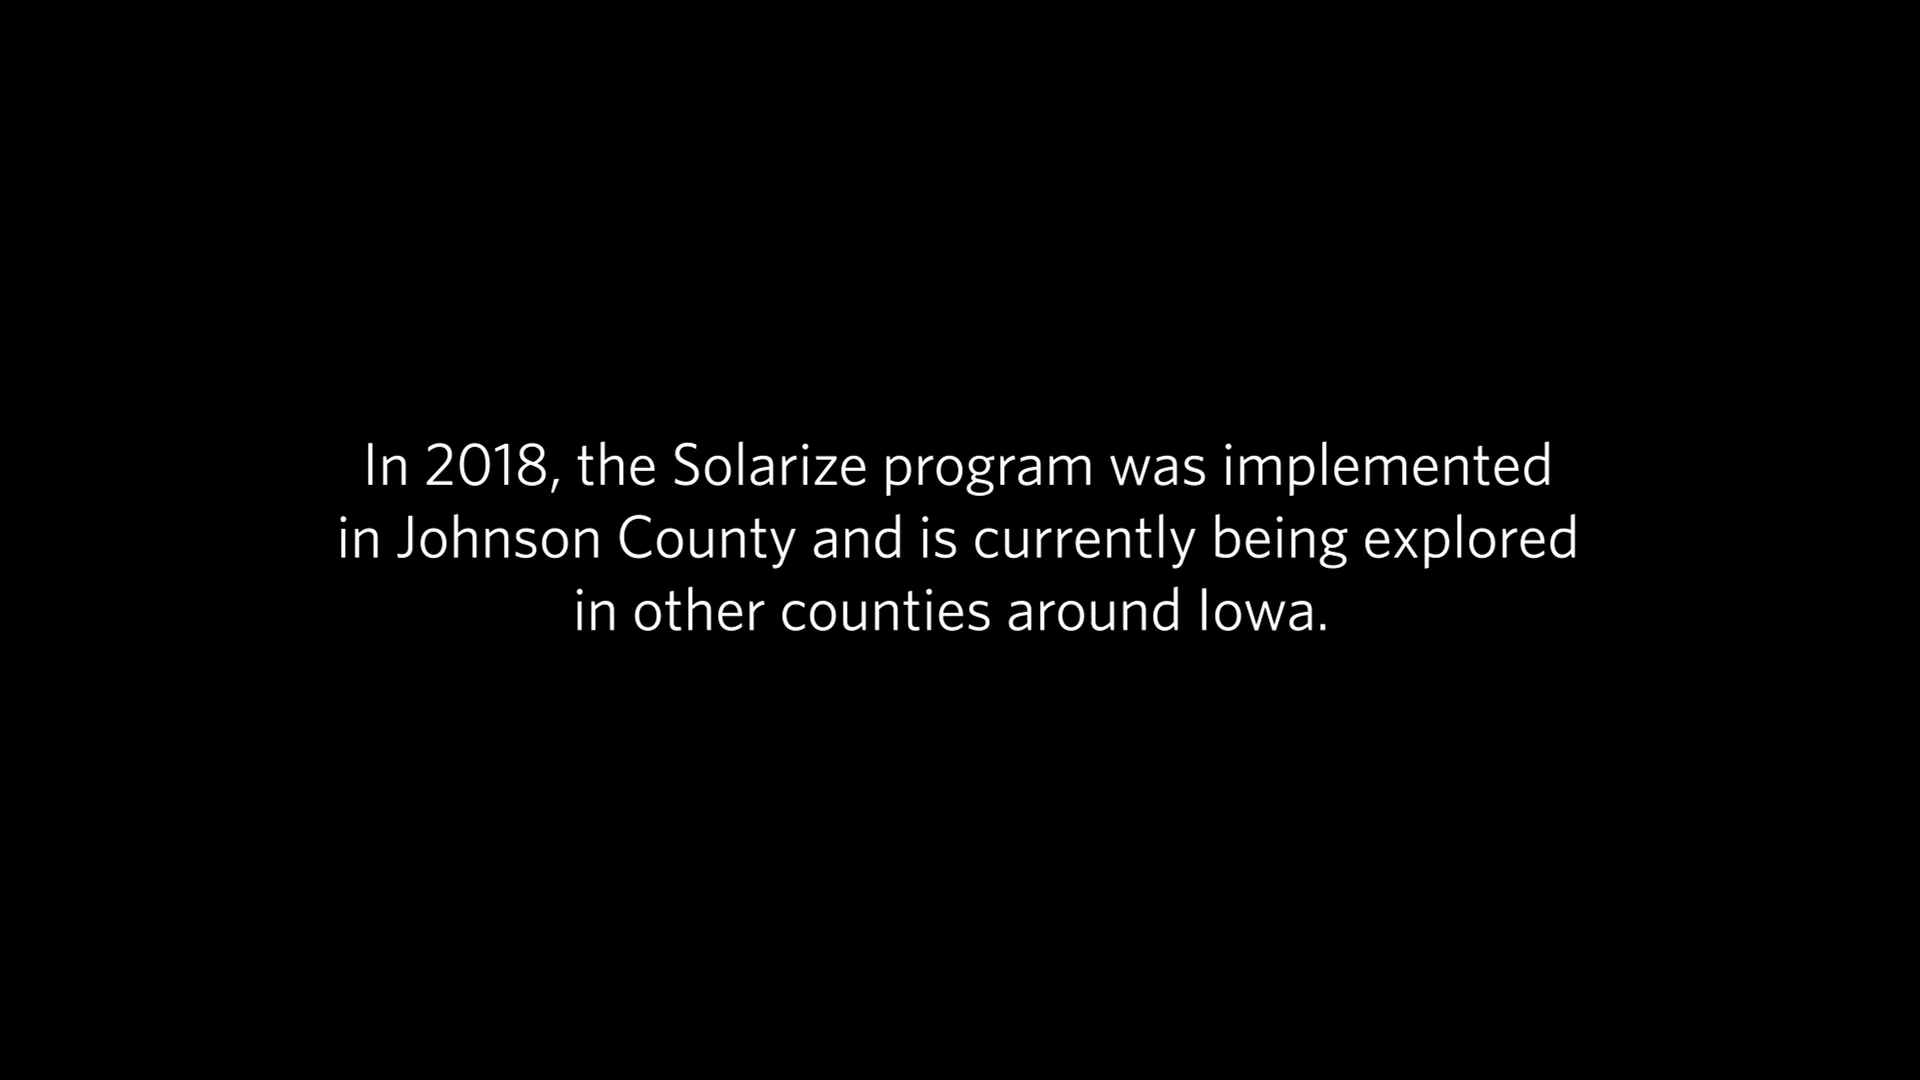 In 2018, the Solarize program was implemented
in Johnson County and is currently being explored
in other counties around Iowa.